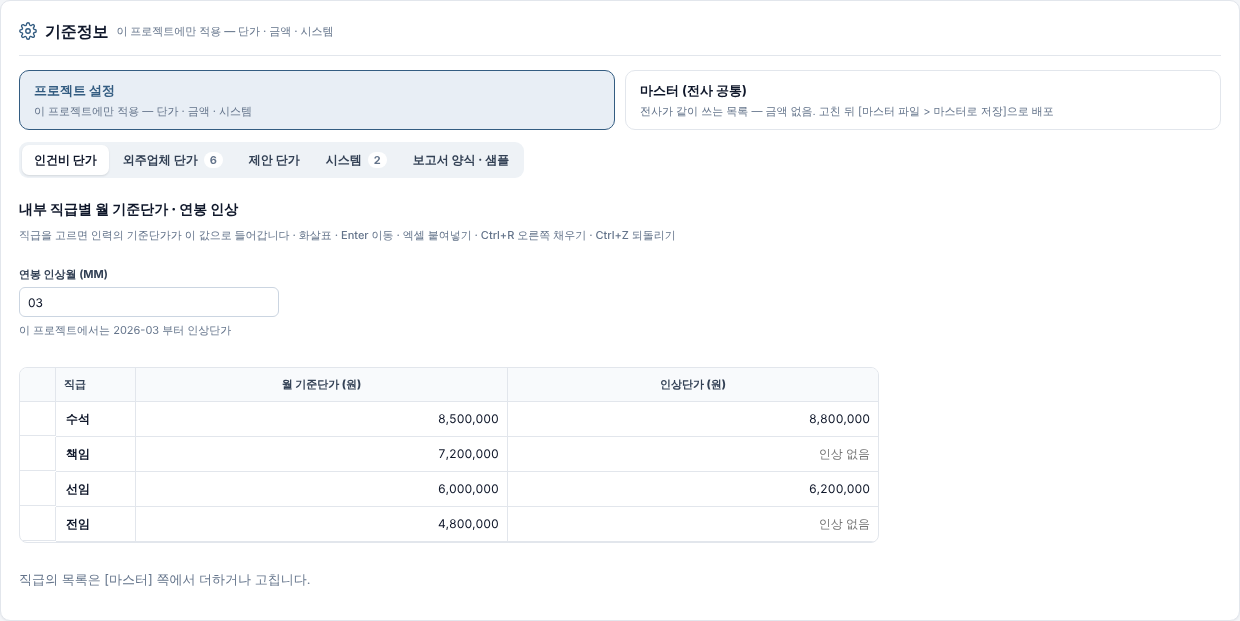 기준정보 이 프로젝트에만 적용 — 단가 · 금액 · 시스템
프로젝트 설정
이 프로젝트에만 적용 — 단가 · 금액 · 시스템
마스터 (전사 공통)
전사가 같이 쓰는 목록 — 금액 없음. 고친 뒤 [마스터 파일 > 마스터로 저장]으로 배포
인건비 단가 외주업체 단가 6 제안 단가 시스템 2 보고서 양식 · 샘플
내부 직급별 월 기준단가 · 연봉 인상
직급을 고르면 인력의 기준단가가 이 값으로 들어갑니다 · 화살표 · Enter 이동 · 엑셀 붙여넣기 · Ctrl+R 오른쪽 채우기 · Ctrl+Z 되돌리기
연봉 인상월 (MM)
03
이 프로젝트에서는 2026-03 부터 인상단가
직급 월 기준단가 (원) 인상단가 (원)
수석 8,500,000 8,800,000
책임 7,200,000 인상 없음
선임 6,000,000 6,200,000
전임 4,800,000 인상 없음
직급의 목록은 [마스터] 쪽에서 더하거나 고칩니다.